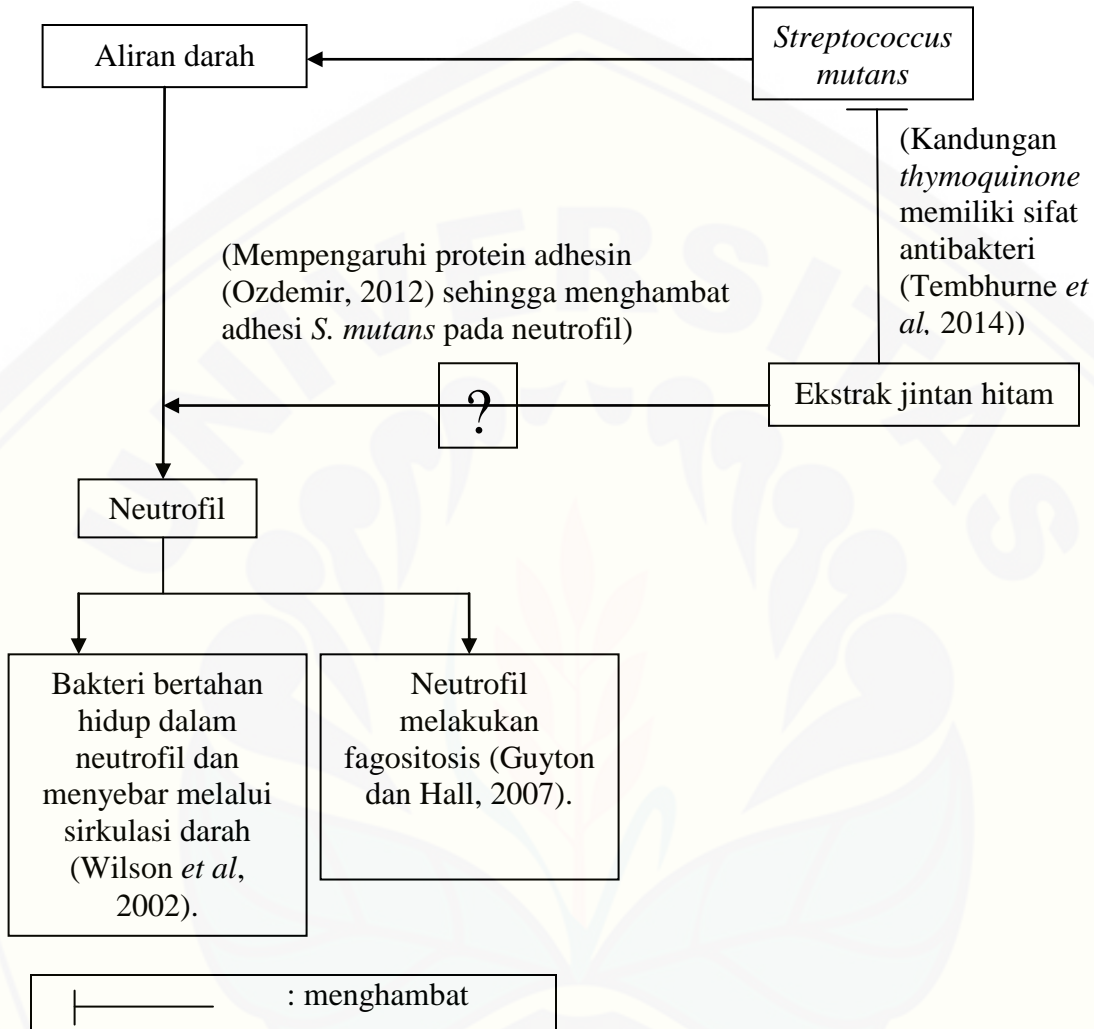 Aliran darah
Streptococcus
mutans
(Kandungan
thymoquinone
memiliki sifat
antibakteri
(Tembhurne et
al, 2014))
(Mempengaruhi protein adhesin
(Ozdemir, 2012) sehingga menghambat
adhesi S. mutans pada neutrofil)
?
Ekstrak jintan hitam
Neutrofil
Bakteri bertahan
hidup dalam
neutrofil dan
menyebar melalui
sirkulasi darah
(Wilson et al,
2002).
Neutrofil
melakukan
fagositosis (Guyton
dan Hall, 2007).
: menghambat
UNIVERSITAS